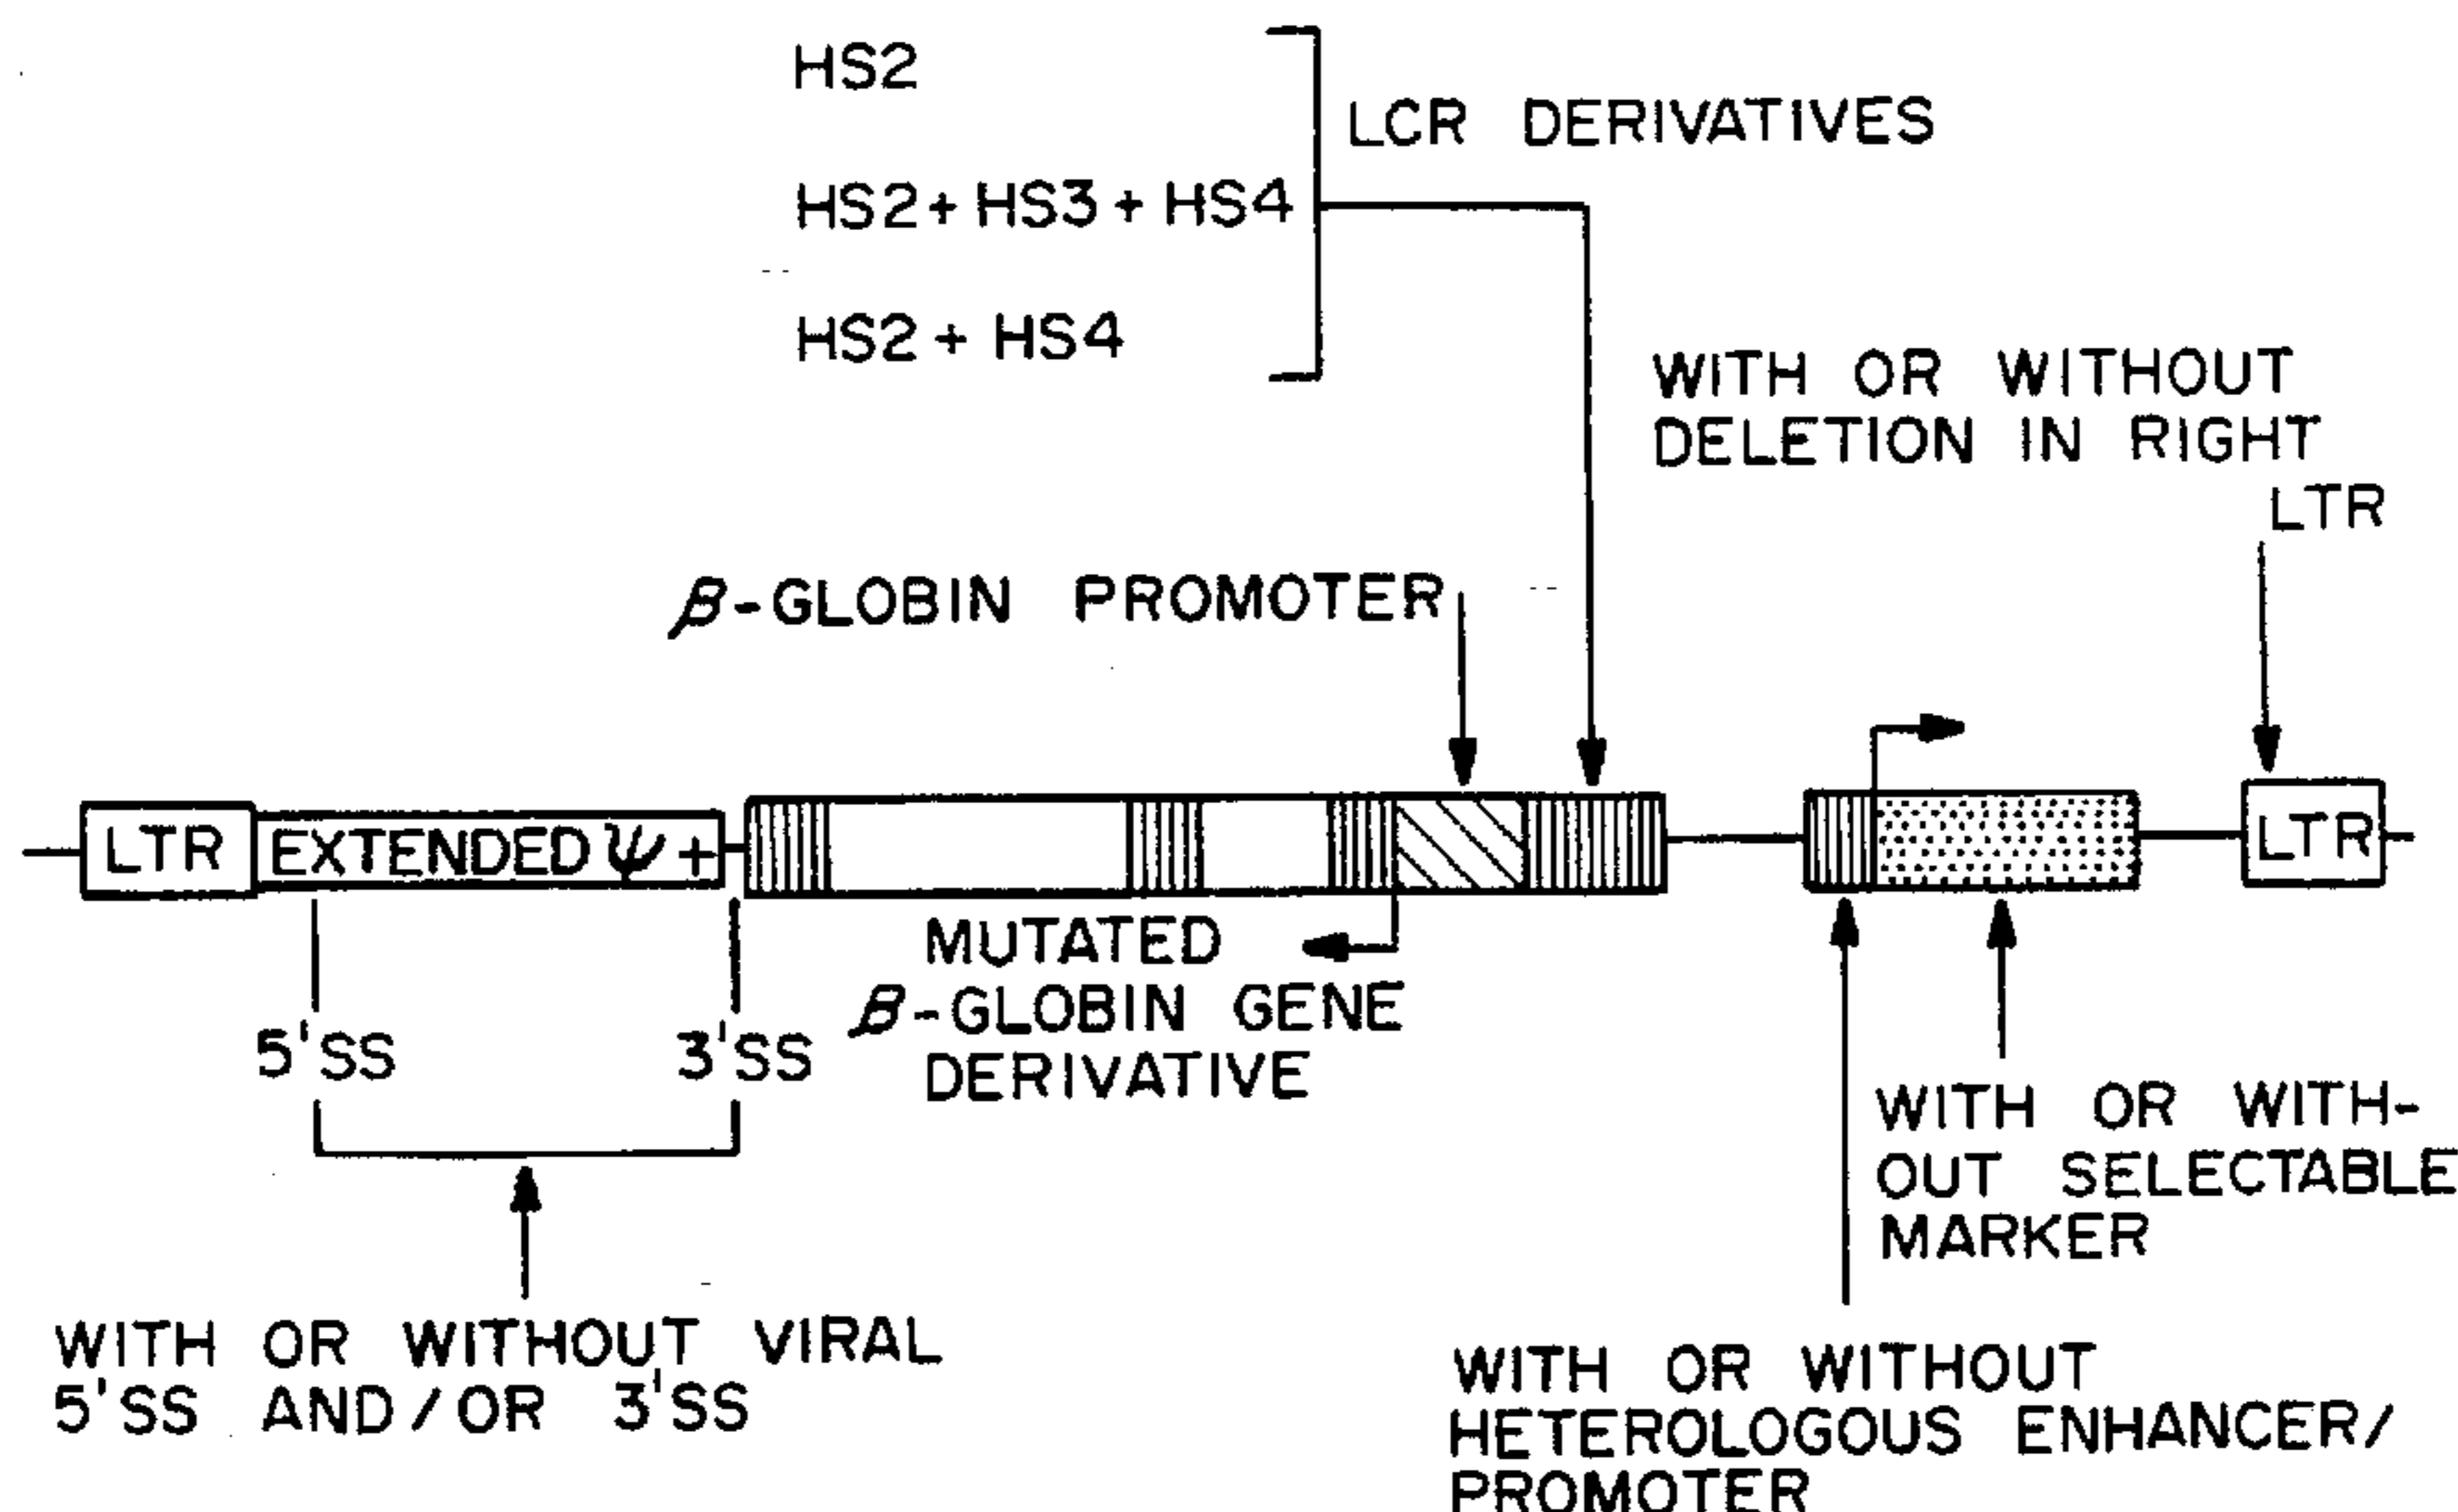 HS2
LCR DERIVATIVES
HS2 + HS3 + HS4
HS2 + HS4
WITH OR WITHOUT
DELETION IN RIGHT
LTR
β-GLOBIN PROMOTER
LTR
EXTENDED Ψ +
LTR
MUTATED
β-GLOBIN GENE
DERIVATIVE
5'SS
3'SS
WITH OR WITH-
OUT SELECTABLE
MARKER
WITH OR WITHOUT VIRAL
5'SS AND/OR 3'SS
WITH OR WITHOUT
HETEROLOGOUS ENHANCER/
PROMOTER